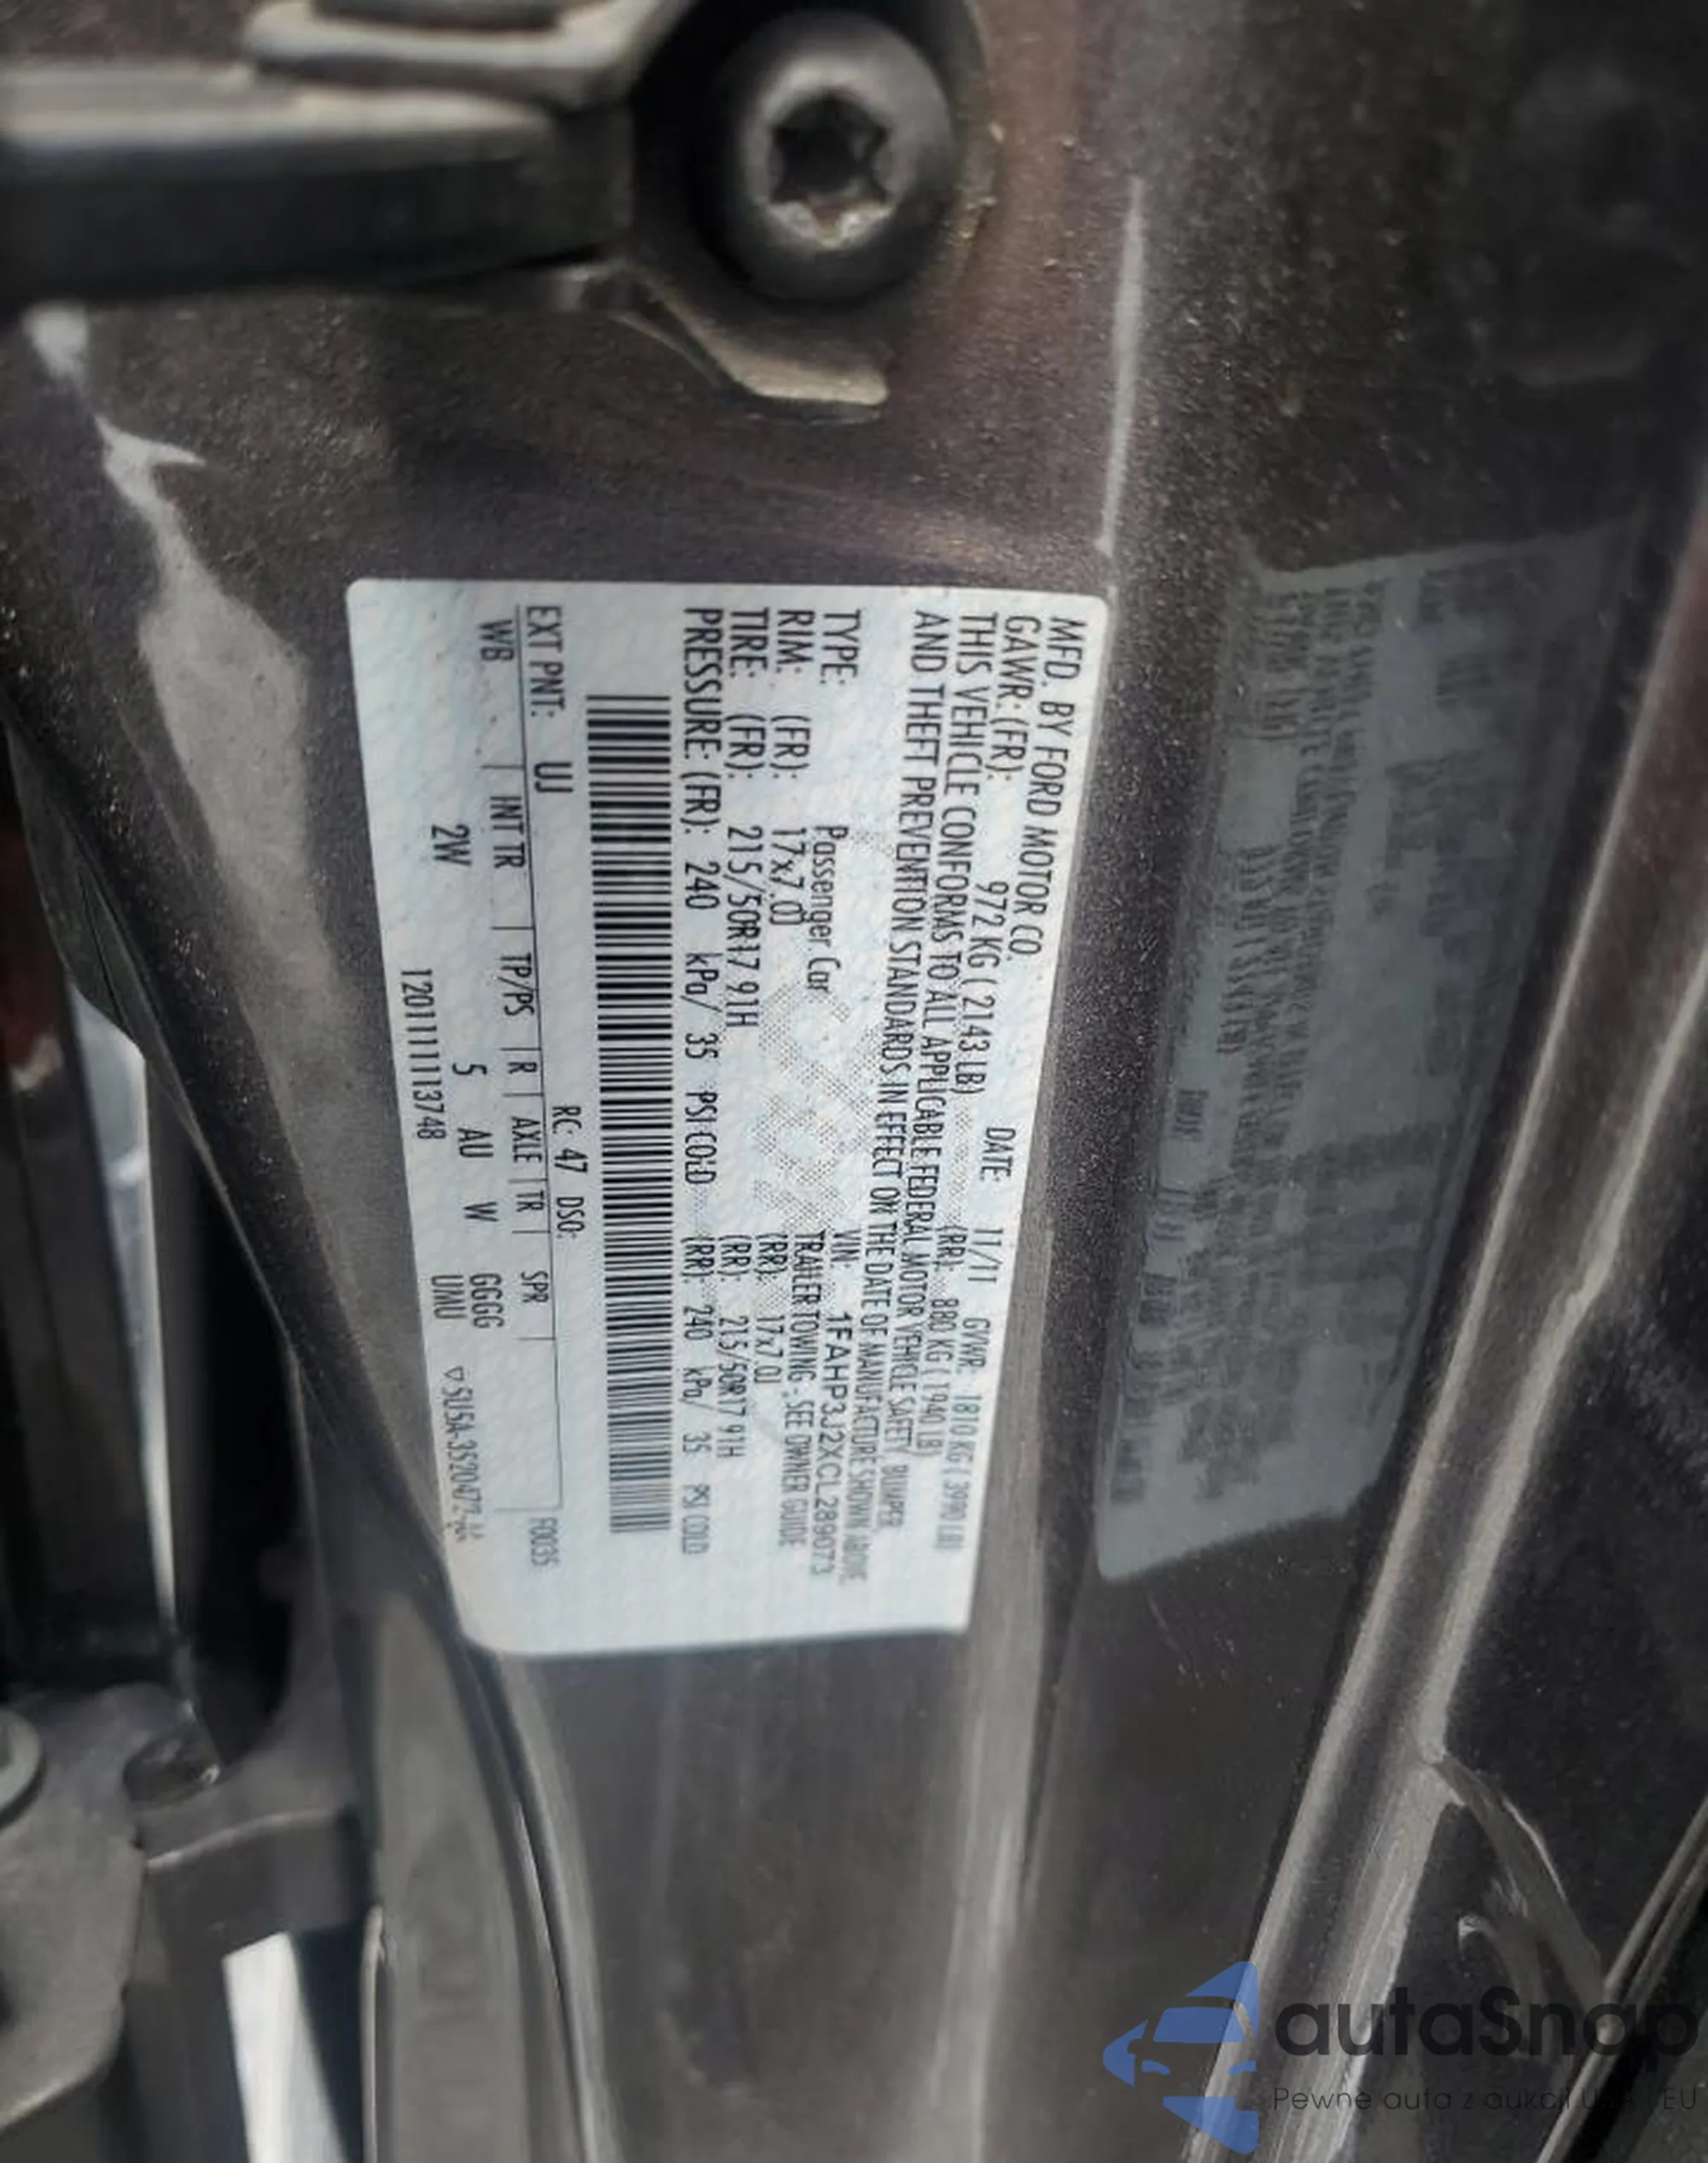 MFD. BY FORD MOTOR CO. DATE: 11/11 GVWR: 1810 KG ( 3990 LB)
GAWR: (FR): 972 KG ( 2143 LB) (RR): 880 KG ( 1940 LB)
THIS VEHICLE CONFORMS TO ALL APPLICABLE FEDERAL MOTOR VEHICLE SAFETY BUMPER
AND THEFT PREVENTION STANDARDS IN EFFECT ON THE DATE OF MANUFACTURE SHOWN ABOVE
VIN: 1FAHP3J2XCL289073
TYPE: Passenger Car TRAILER TOWING - SEE OWNER GUIDE
RIM: (FR): 17x7.0J (RR): 17x7.0J
TIRE: (FR): 215/50R17 91H (RR): 215/50R17 91H
PRESSURE: (FR): 240 kPa/ 35 PSI COLD (RR): 240 kPa/ 35 PSI COLD
EXT PNT: UJ RC: 47 DSO: F0035
WB INT TR TP/PS R AXLE TR SPR
2W 5 AU W GGGG
UMU
1201111113748
autaSnap
Pewne auta z aukcji